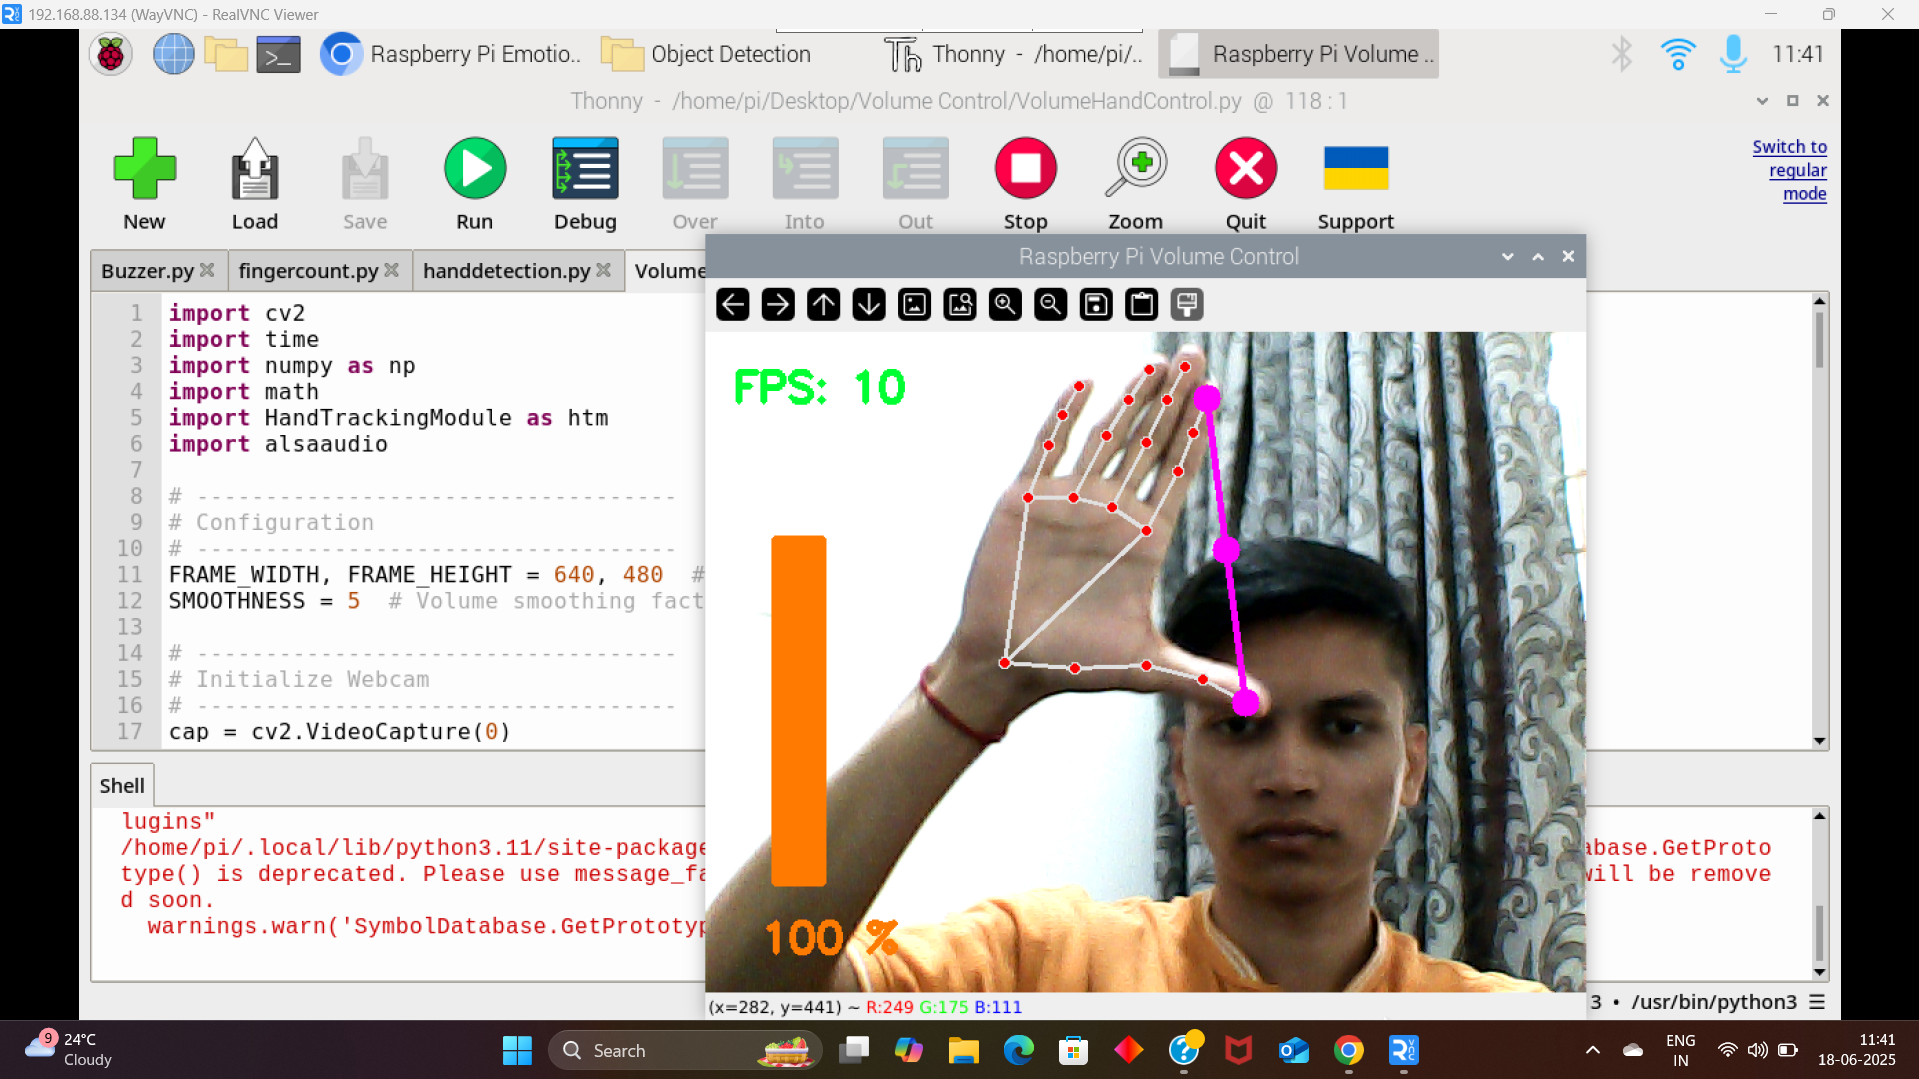 192.168.88.134 (WayVNC) - RealVNC Viewer
Raspberry Pi Emotio.. Object Detection Thonny - /home/pi/.. Raspberry Pi Volume .. 11:41
Thonny - /home/pi/Desktop/Volume Control/VolumeHandControl.py @ 118 : 1
Switch to
regular
mode
New Load Save Run Debug Over Into Out Stop Zoom Quit Support
Buzzer.py fingercount.py handdetection.py Volume
Raspberry Pi Volume Control
1 import cv2
2 import time
3 import numpy as np
4 import math
5 import HandTrackingModule as htm
6 import alsaaudio
7
8 # -----------------------------------
9 # Configuration
10 # -----------------------------------
11 FRAME_WIDTH, FRAME_HEIGHT = 640, 480 #
12 SMOOTHNESS = 5 # Volume smoothing fact
13
14 # -----------------------------------
15 # Initialize Webcam
16 # -----------------------------------
17 cap = cv2.VideoCapture(0)
FPS: 10
100 %
(x=282, y=441) ~ R:249 G:175 B:111
Shell
lugins"
/home/pi/.local/lib/python3.11/site-package abase.GetProto
type() is deprecated. Please use message_fa will be remove
d soon.
warnings.warn('SymbolDatabase.GetPrototyp
3 • /usr/bin/python3 ☰
9
24°C
Cloudy
Search
ENG
IN
11:41
18-06-2025